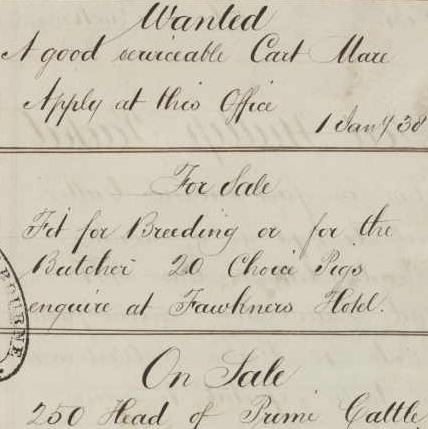 Wanted
A good serviceable Cart Mare
Apply at this Office
1 Jany 38
For Sale
Fit for Breeding or for the
Butcher 20 Choice Pigs
enquire at Fawkners Hotel.
On Sale
250 Head of Prime Cattle